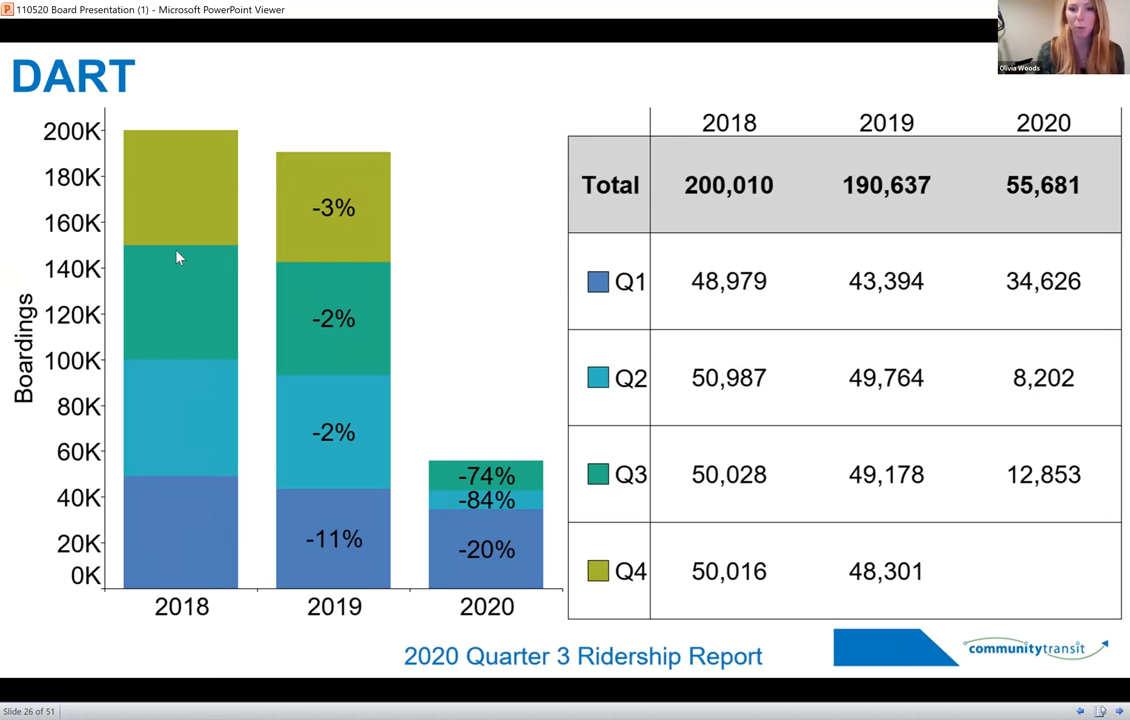 110520 Board Presentation (1) - Microsoft PowerPoint Viewer
Olivia Woods
DART
200K
180K
160K
140K
120K
100K
80K
60K
40K
20K
0K
Boardings
-3%
-2%
-2%
-11%
-74%
-84%
-20%
2018 2019 2020
2018 2019 2020
Total 200,010 190,637 55,681
Q1 48,979 43,394 34,626
Q2 50,987 49,764 8,202
Q3 50,028 49,178 12,853
Q4 50,016 48,301
2020 Quarter 3 Ridership Report
communitytransit
Slide 26 of 51